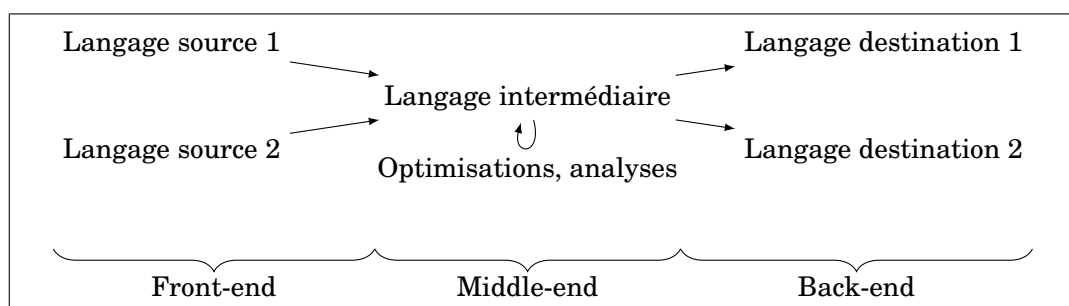 Langage source 1
Langage destination 1
Langage intermédiaire
Langage source 2
Langage destination 2
Optimisations, analyses
Front-end
Middle-end
Back-end